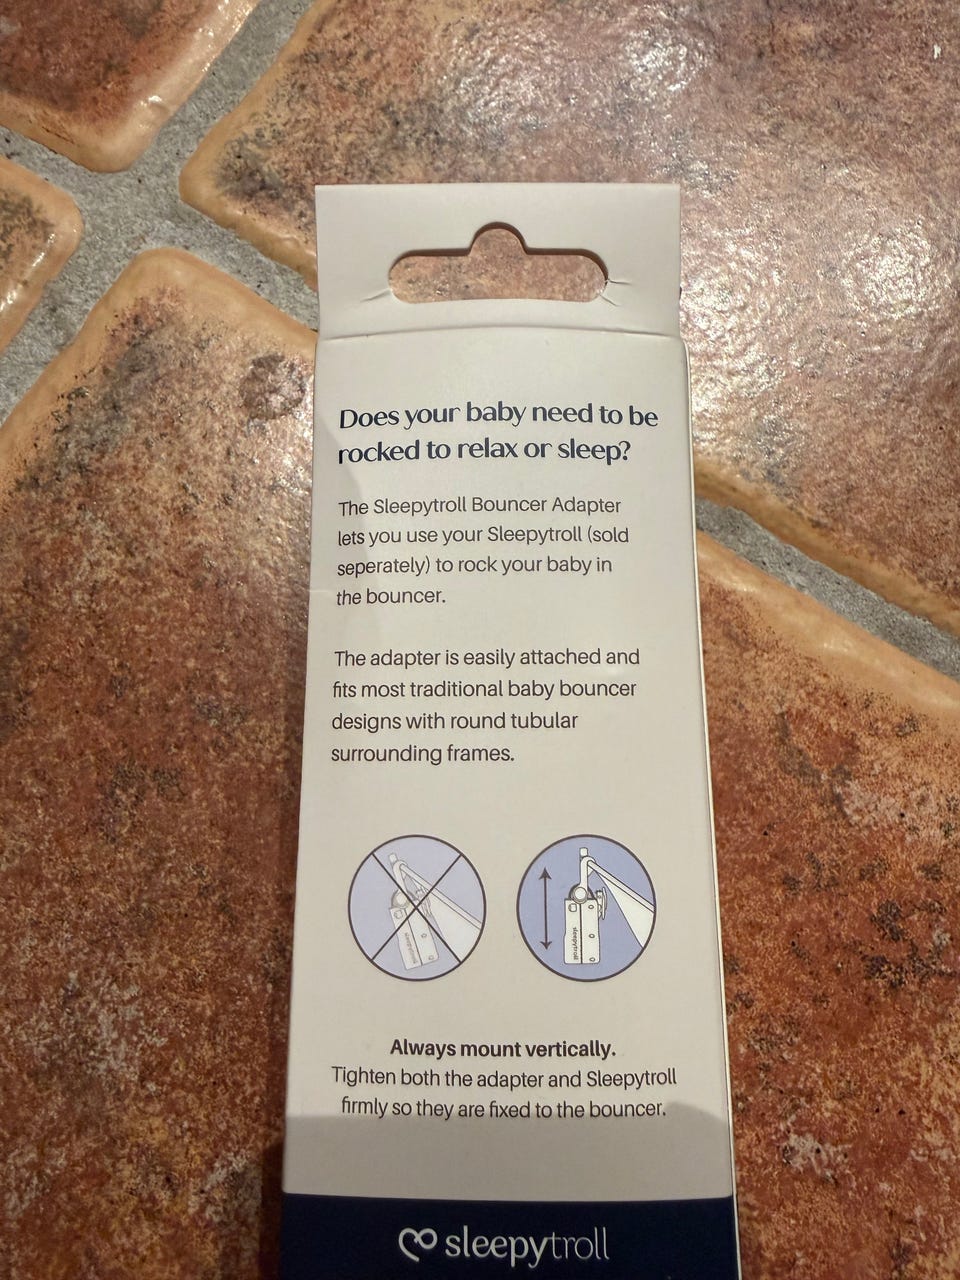 Does your baby need to be
rocked to relax or sleep?
The Sleepytroll Bouncer Adapter
lets you use your Sleepytroll (sold
seperately) to rock your baby in
the bouncer.
The adapter is easily attached and
fits most traditional baby bouncer
designs with round tubular
surrounding frames.
sleepytroll
sleepytroll
Always mount vertically.
Tighten both the adapter and Sleepytroll
firmly so they are fixed to the bouncer.
sleepytroll